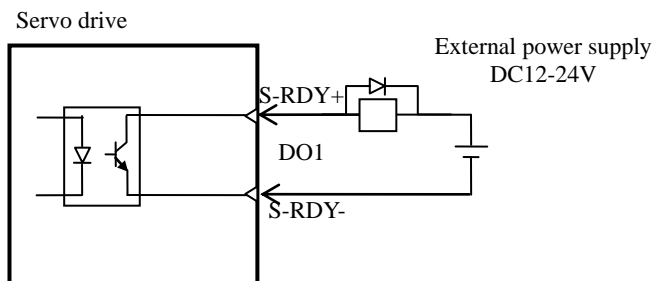 Servo drive
External power supply
DC12-24V
S-RDY+
DO1
S-RDY-